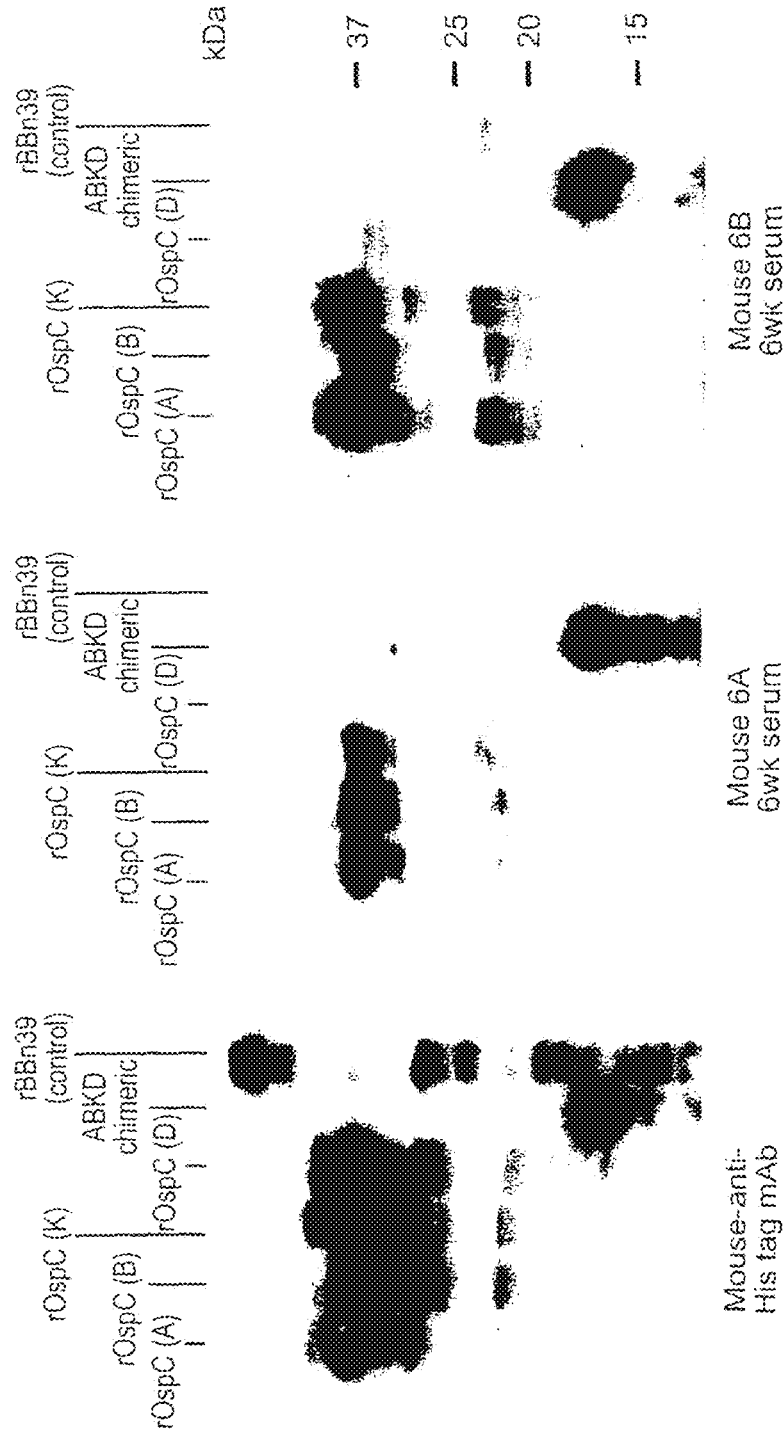 rOspC (A)
rOspC (B)
rOspC (K)
rOspC (D)
ABKD
chimeric
rBBn39
(control)
Mouse-anti-
His tag mAb
rOspC (A)
rOspC (B)
rOspC (K)
rOspC (D)
ABKD
chimeric
rBBn39
(control)
Mouse 6A
6wk serum
rOspC (A)
rOspC (B)
rOspC (K)
rOspC (D)
ABKD
chimeric
rBBn39
(control)
kDa
37
25
20
15
Mouse 6B
6wk serum